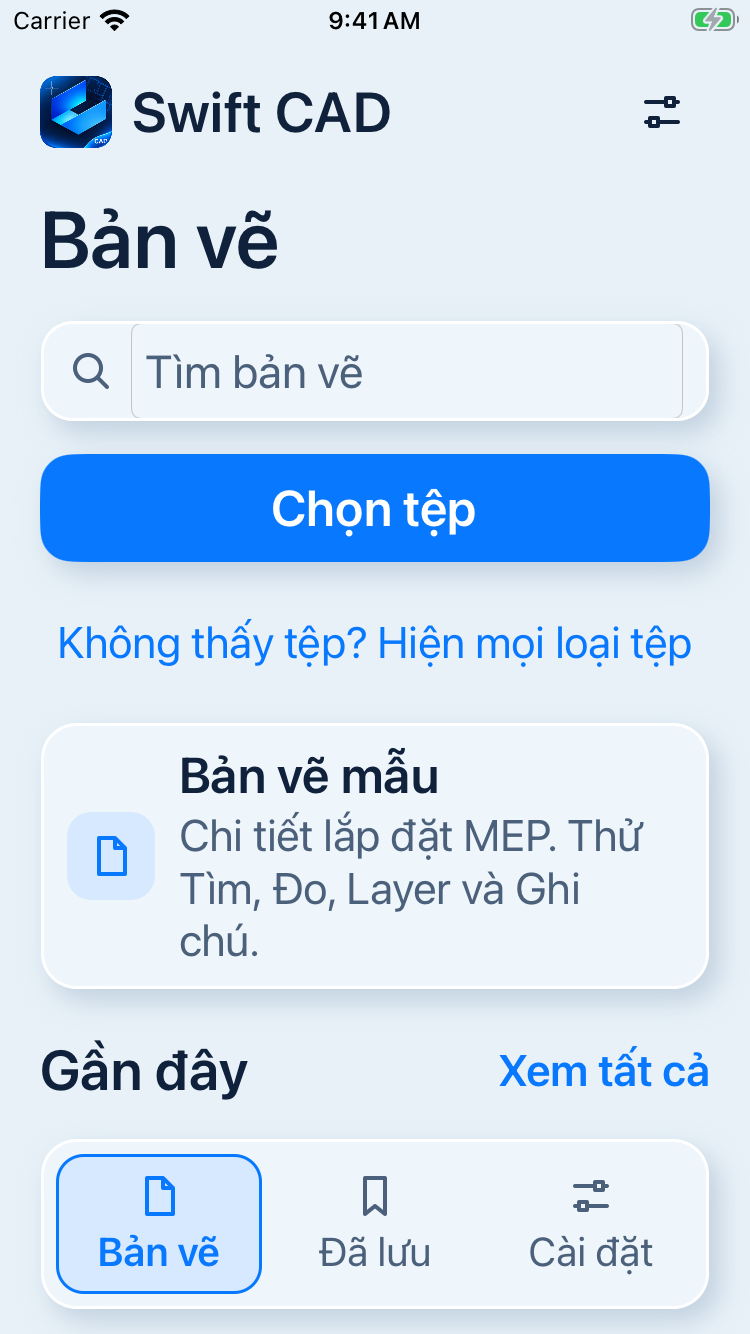 Carrier 9:41 AM
CAD
Swift CAD
Bản vẽ
Tìm bản vẽ
Chọn tệp
Không thấy tệp? Hiện mọi loại tệp
Bản vẽ mẫu
Chi tiết lắp đặt MEP. Thử
Tìm, Đo, Layer và Ghi
chú.
Gần đây Xem tất cả
Bản vẽ Đã lưu Cài đặt